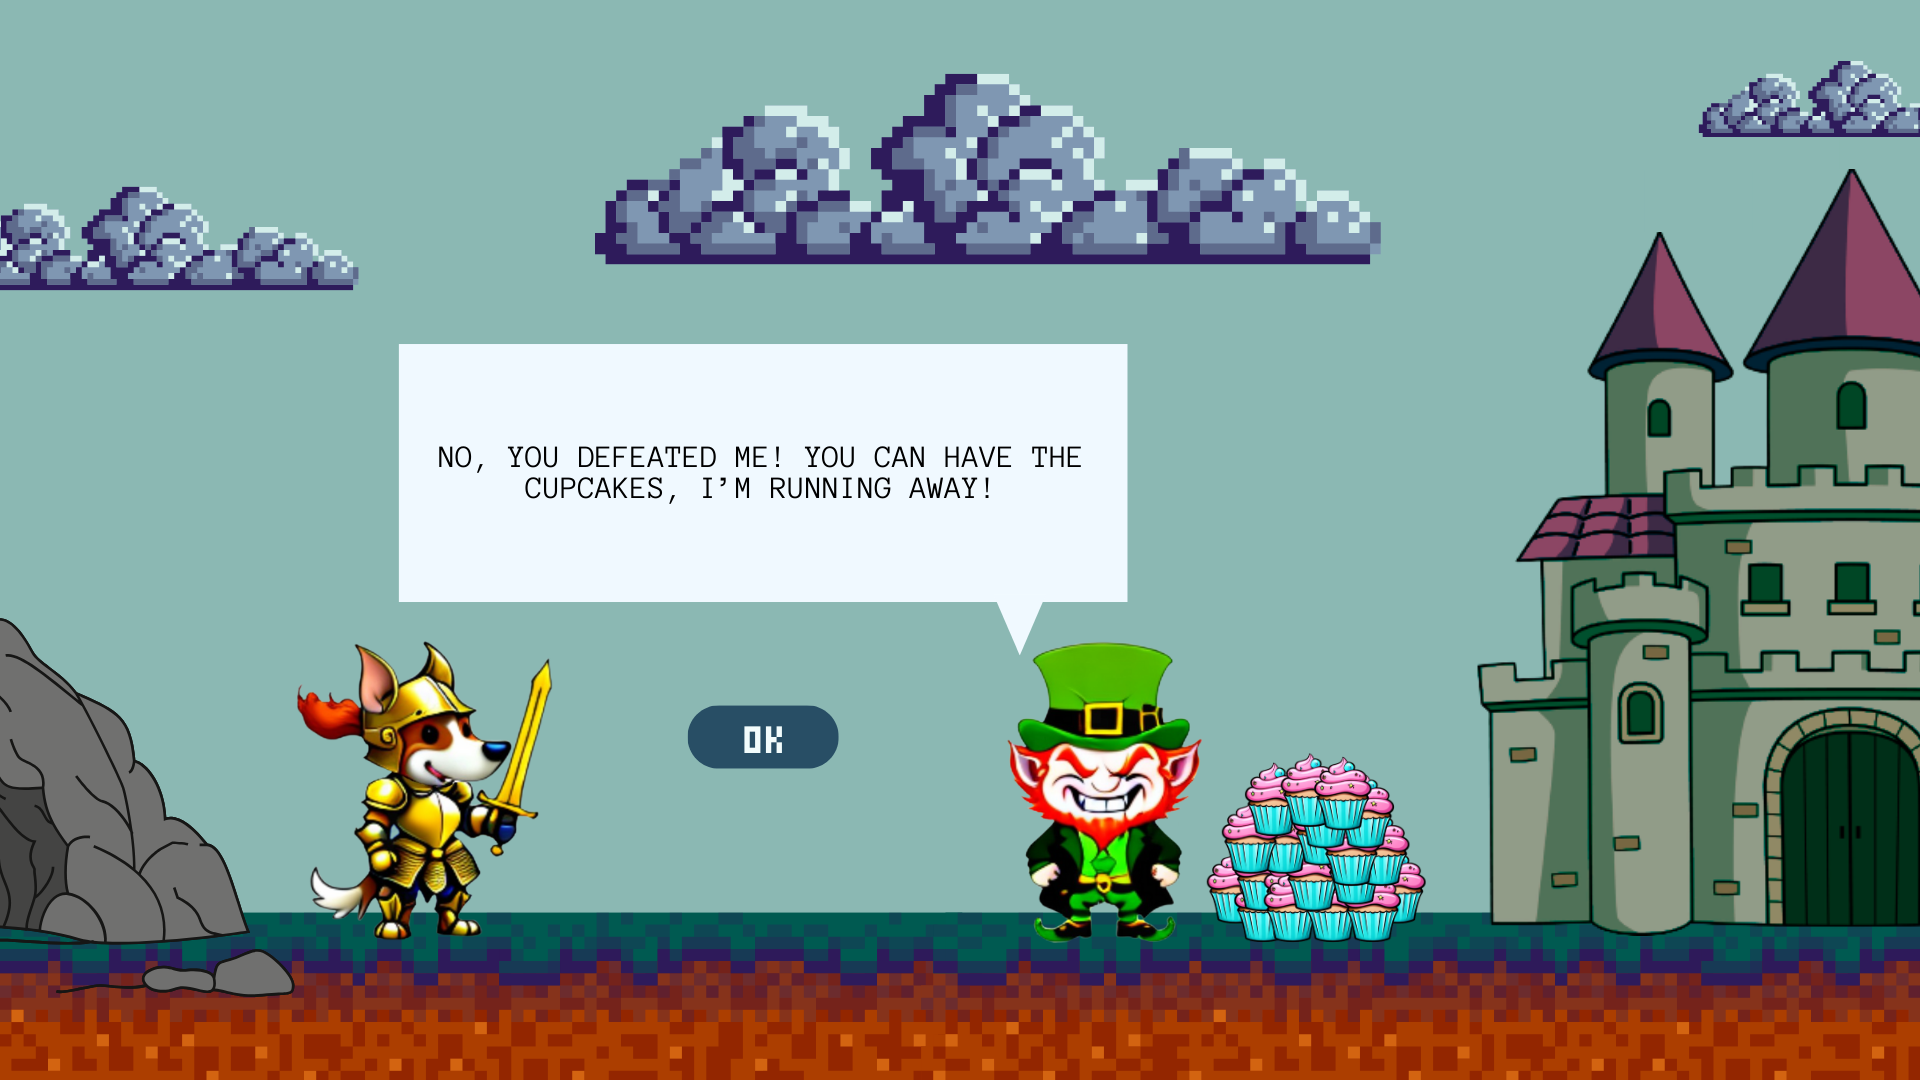 NO, YOU DEFEATED ME! YOU CAN HAVE THE
CUPCAKES, I’M RUNNING AWAY!
OK